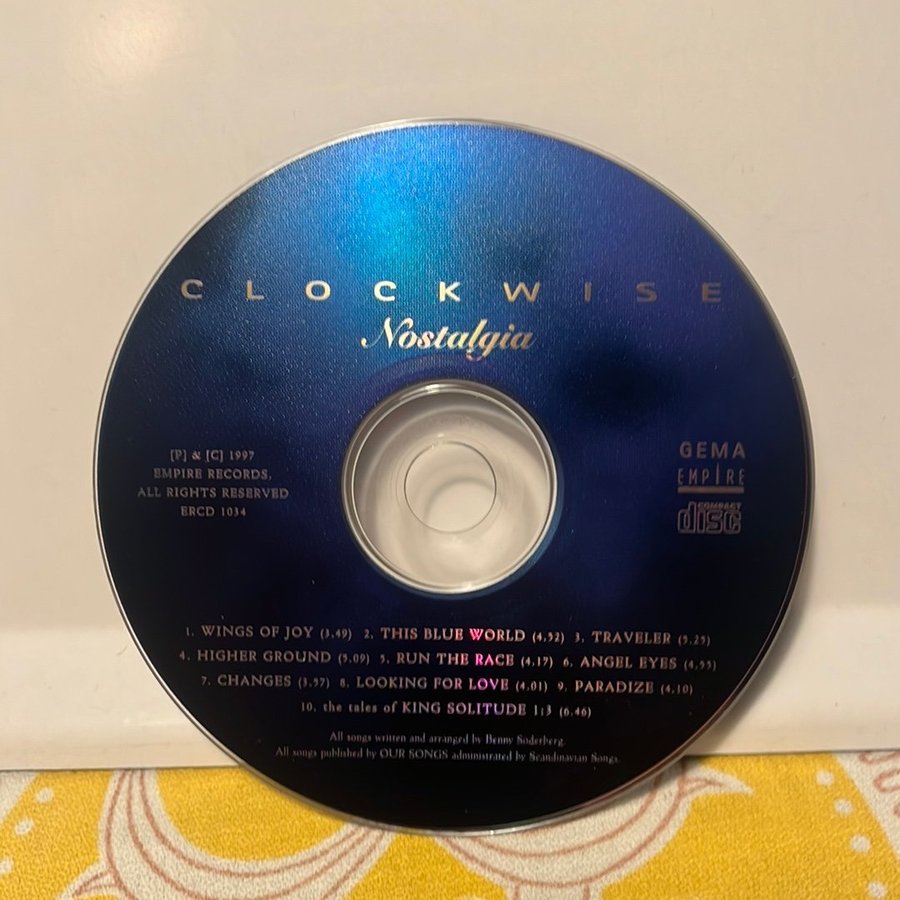 CLOCKWISE
Nostalgia
[P] & [C] 1997
EMPIRE RECORDS,
ALL RIGHTS RESERVED
ERCD 1034
GEMA
EMPIRE
COMPACT
disc
1. WINGS OF JOY (3.49) 2. THIS BLUE WORLD (4.52) 3. TRAVELER (5.25)
4. HIGHER GROUND (5.09) 5. RUN THE RACE (4.17) 6. ANGEL EYES (4.55)
7. CHANGES (3.57) 8. LOOKING FOR LOVE (4.01) 9. PARADIZE (4.10)
10. the tales of KING SOLITUDE 1:3 (6.46)
All songs written and arranged by Benny Söderberg.
All songs published by OUR SONGS administrated by Scandinavian Songs.